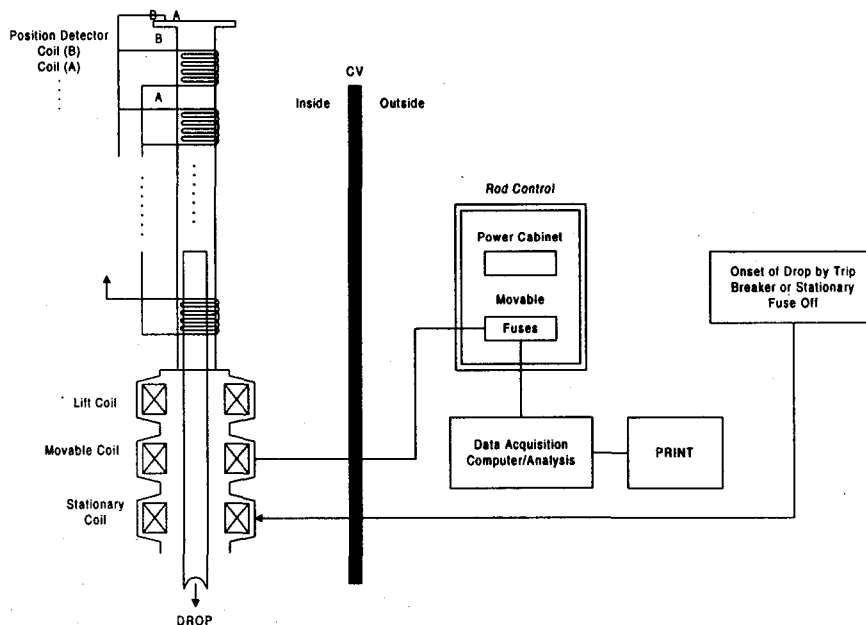 B A
Position Detector
Coil (B)
Coil (A)
B
A
CV
Inside
Outside
Rod Control
Power Cabinet
Movable
Fuses
Onset of Drop by Trip
Breaker or Stationary
Fuse Off
Lift Coil
Movable Coil
Stationary
Coil
Data Acquisition
Computer/Analysis
PRINT
DROP